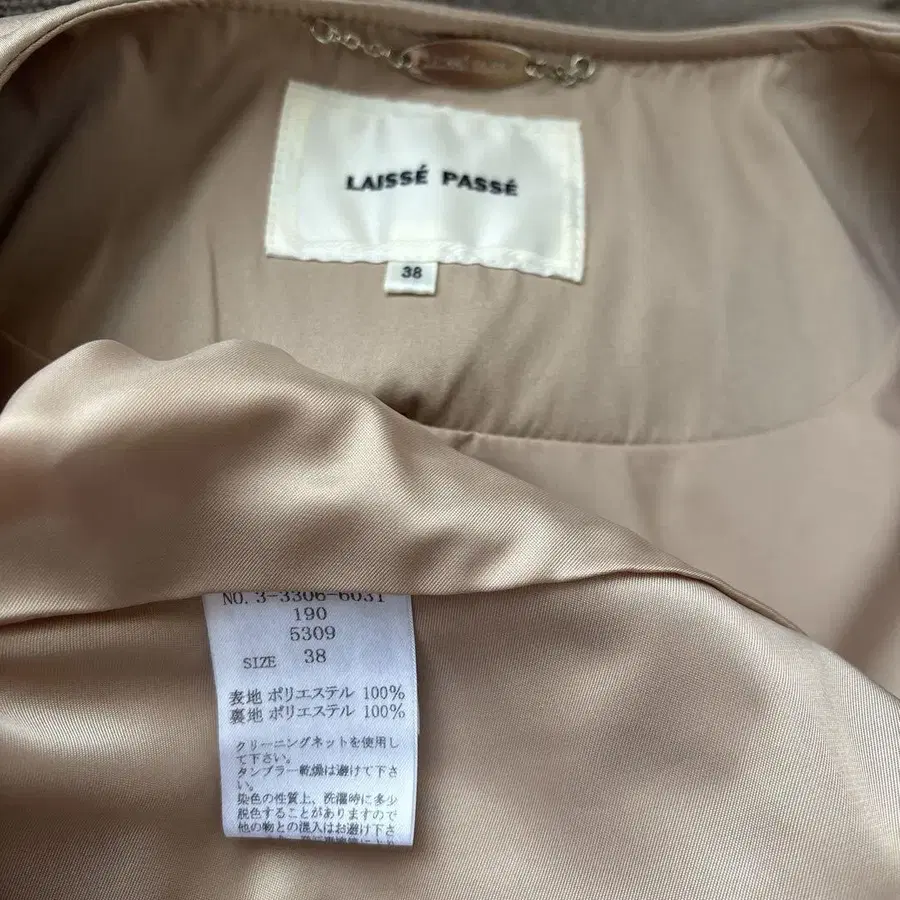 LAISSÉ PASSÉ
38
NO. 3-3306-6031
190
5309
SIZE 38
表地 ポリエステル 100%
裏地 ポリエステル 100%
クリーニングネットを使用し
て下さい。
タンブラー乾燥は避けて下さ
い。
染色の性質上、洗濯時に多少
脱色することがありますので
他の物との混入はお避け下さ